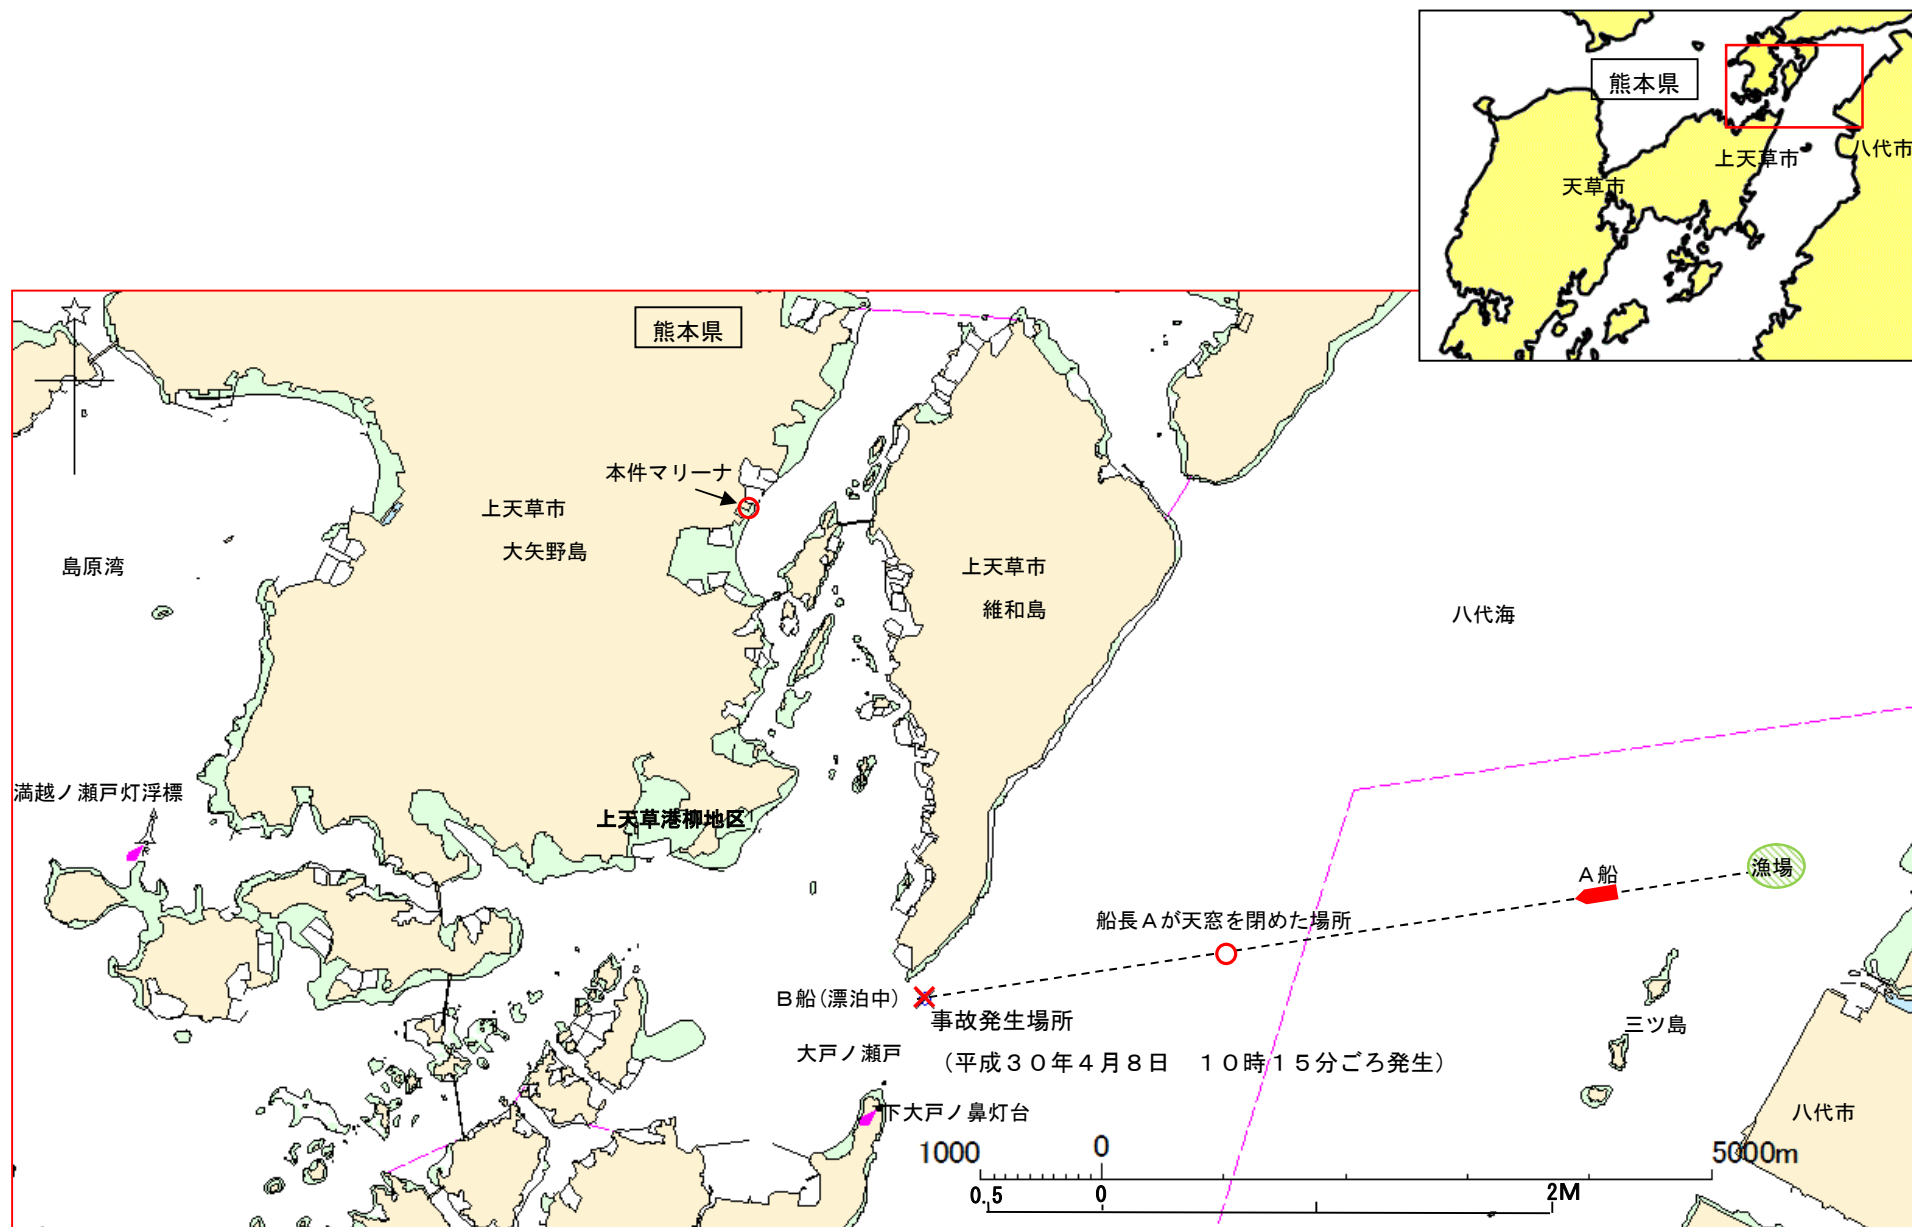 熊本県
八代市
上天草市
天草市
熊本県
本件マリーナ
上天草市
大矢野島
島原湾
上天草市
維和島
八代海
満越ノ瀬戸灯浮標
R
上天草港柳地区
A船
漁場
船長Aが天窓を閉めた場所
B船(漂泊中)
事故発生場所
三ツ島
大戸ノ瀬戸
(平成30年4月8日 10時15分ごろ発生)
下大戸ノ鼻灯台
八代市
1000 0 5000m
0.5 0 2M